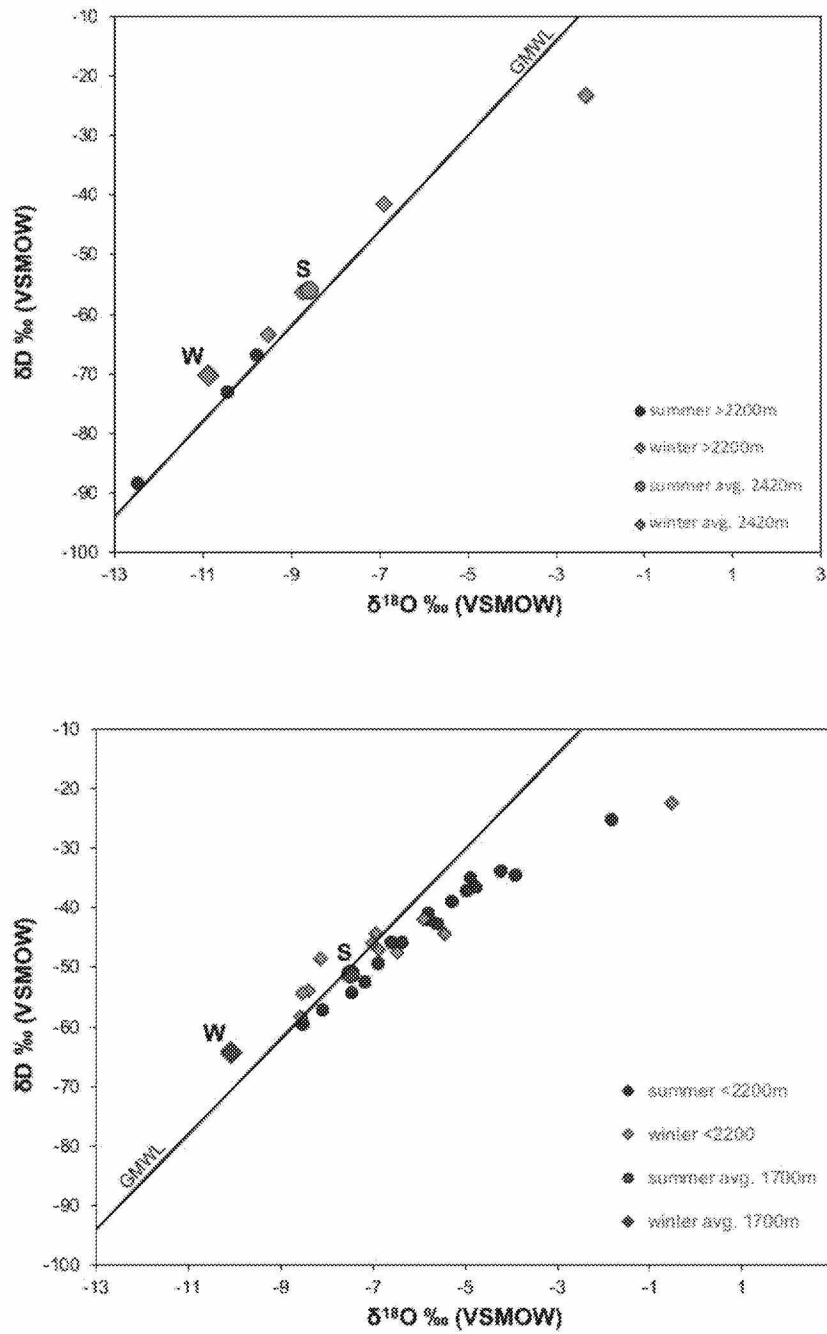 -10
GMWL
-20
-30
-40
δD ‰ (VSMOW)
-50
S
-60
W
-70
summer >2200m
-80
winter >2200m
summer avg. 2420m
-90
winter avg. 2420m
-100
-13 -11 -9 -7 -5 -3 -1 1 3
δ¹⁸O ‰ (VSMOW)
-10
-20
-30
-40
δD ‰ (VSMOW)
S
-50
W
-60
-70
summer <2200m
-80
GMWL
winter <2200
summer avg. 1700m
-90
winter avg. 1700m
-100
-13 -11 -9 -7 -5 -3 -1 1
δ¹⁸O ‰ (VSMOW)